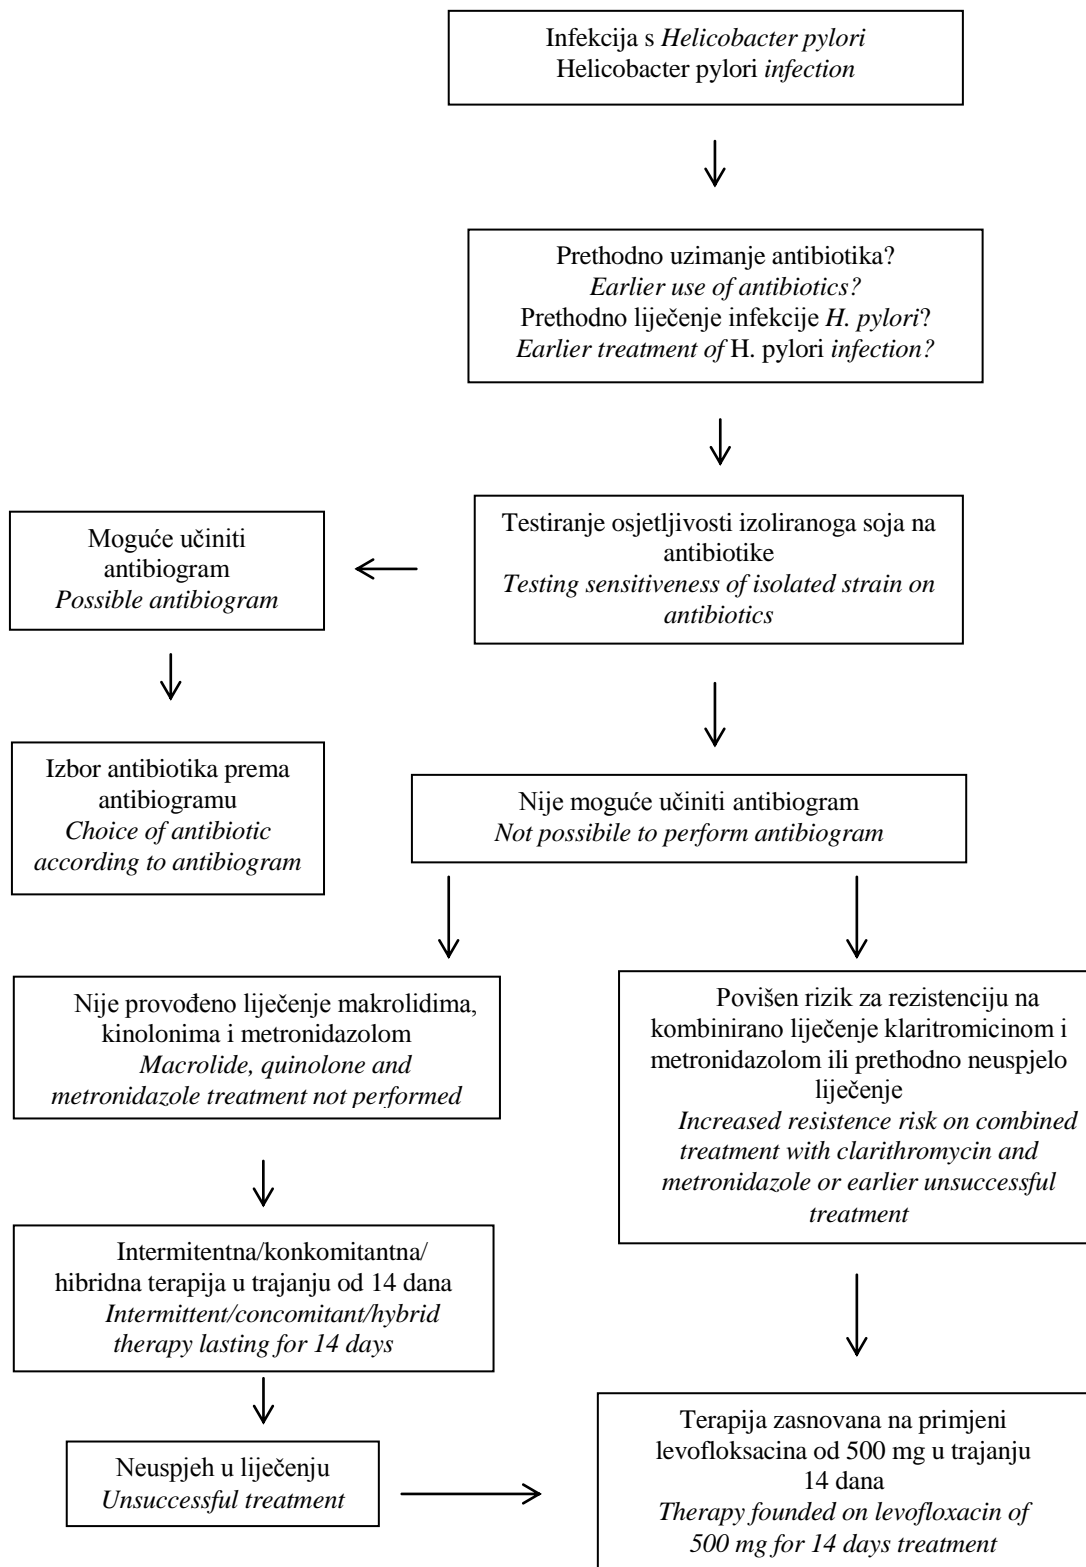 Infekcija s Helicobacter pylori
Helicobacter pylori infection
Prethodno uzimanje antibiotika?
Earlier use of antibiotics?
Prethodno liječenje infekcije H. pylori?
Earlier treatment of H. pylori infection?
Testiranje osjetljivosti izoliranoga soja na
antibiotike
Testing sensitiveness of isolated strain on
antibiotics
Moguće učiniti
antibiogram
Possible antibiogram
Izbor antibiotika prema
antibiogramu
Choice of antibiotic
according to antibiogram
Nije moguće učiniti antibiogram
Not possibile to perform antibiogram
Nije provođeno liječenje makrolidima,
kinolonima i metronidazolom
Macrolide, quinolone and
metronidazole treatment not performed
Povišen rizik za rezistenciju na
kombinirano liječenje klaritromicinom i
metronidazolom ili prethodno neuspjelo
liječenje
Increased resistence risk on combined
treatment with clarithromycin and
metronidazole or earlier unsuccessful
treatment
Intermitentna/konkomitantna/
hibridna terapija u trajanju od 14 dana
Intermittent/concomitant/hybrid
therapy lasting for 14 days
Neuspjeh u liječenju
Unsuccessful treatment
Terapija zasnovana na primjeni
levofloksacina od 500 mg u trajanju
14 dana
Therapy founded on levofloxacin of
500 mg for 14 days treatment